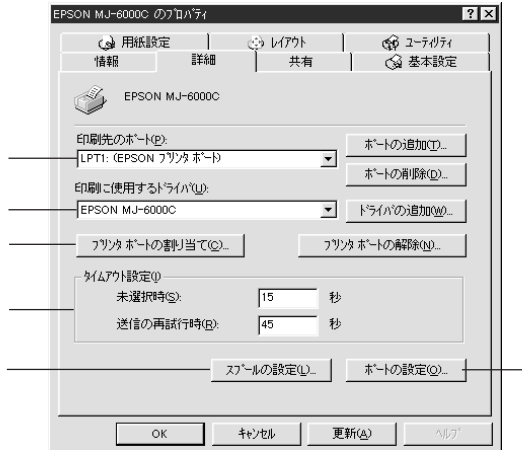 EPSON MJ-6000C のプロパティ
用紙設定
レイアウト
ユーティリティ
情報
詳細
共有
基本設定
EPSON MJ-6000C
印刷先のポート(P):
LPT1: (EPSON プリンタ ポート)
ポートの追加(T)...
ポートの削除(D)...
印刷に使用するドライバ(U):
EPSON MJ-6000C
ドライバの追加(W)...
プリンタ ポートの割り当て(C)...
プリンタ ポートの解除(N)...
タイムアウト設定(I)
未選択時(S):
15 秒
送信の再試行時(R):
45 秒
スプールの設定(L)...
ポートの設定(O)...
OK
キャンセル
更新(A)
ヘルプ